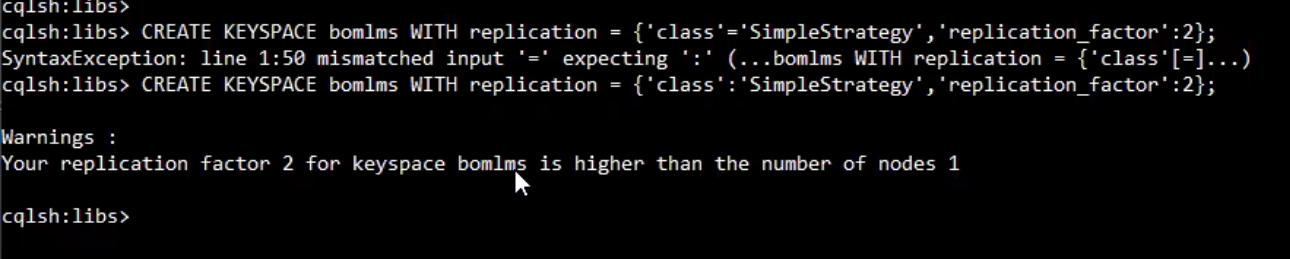 cqlsh:libs>
cqlsh:libs> CREATE KEYSPACE bomlms WITH replication = {'class'='SimpleStrategy','replication_factor':2};
SyntaxException: line 1:50 mismatched input '=' expecting ':' (...bomlms WITH replication = {'class'[=]...)
cqlsh:libs> CREATE KEYSPACE bomlms WITH replication = {'class':'SimpleStrategy','replication_factor':2};
Warnings :
Your replication factor 2 for keyspace bomlms is higher than the number of nodes 1
cqlsh:libs>